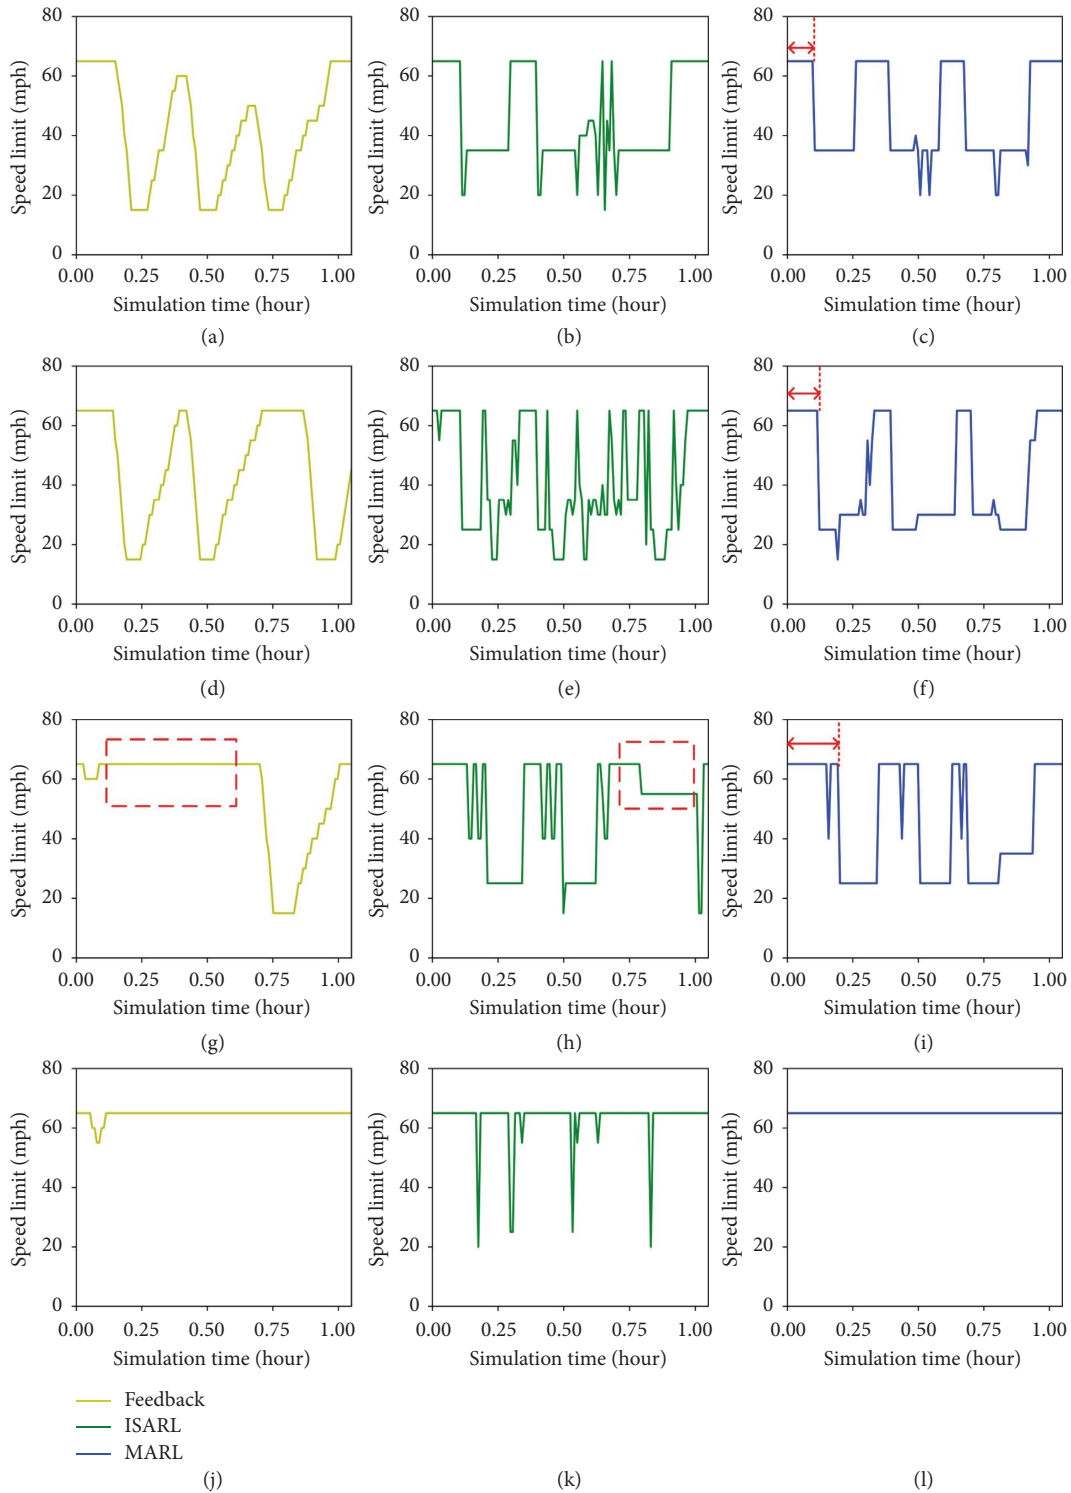 80
60
40
20
0
Speed limit (mph)
0.00 0.25 0.50 0.75 1.00
Simulation time (hour)
(a)
80
60
40
20
0
Speed limit (mph)
0.00 0.25 0.50 0.75 1.00
Simulation time (hour)
(b)
80
60
40
20
0
Speed limit (mph)
0.00 0.25 0.50 0.75 1.00
Simulation time (hour)
(c)
80
60
40
20
0
Speed limit (mph)
0.00 0.25 0.50 0.75 1.00
Simulation time (hour)
(d)
80
60
40
20
0
Speed limit (mph)
0.00 0.25 0.50 0.75 1.00
Simulation time (hour)
(e)
80
60
40
20
0
Speed limit (mph)
0.00 0.25 0.50 0.75 1.00
Simulation time (hour)
(f)
80
60
40
20
0
Speed limit (mph)
0.00 0.25 0.50 0.75 1.00
Simulation time (hour)
(g)
80
60
40
20
0
Speed limit (mph)
0.00 0.25 0.50 0.75 1.00
Simulation time (hour)
(h)
80
60
40
20
0
Speed limit (mph)
0.00 0.25 0.50 0.75 1.00
Simulation time (hour)
(i)
80
60
40
20
0
Speed limit (mph)
0.00 0.25 0.50 0.75 1.00
Simulation time (hour)
Feedback
ISARL
MARL
(j)
80
60
40
20
0
Speed limit (mph)
0.00 0.25 0.50 0.75 1.00
Simulation time (hour)
(k)
80
60
40
20
0
Speed limit (mph)
0.00 0.25 0.50 0.75 1.00
Simulation time (hour)
(l)